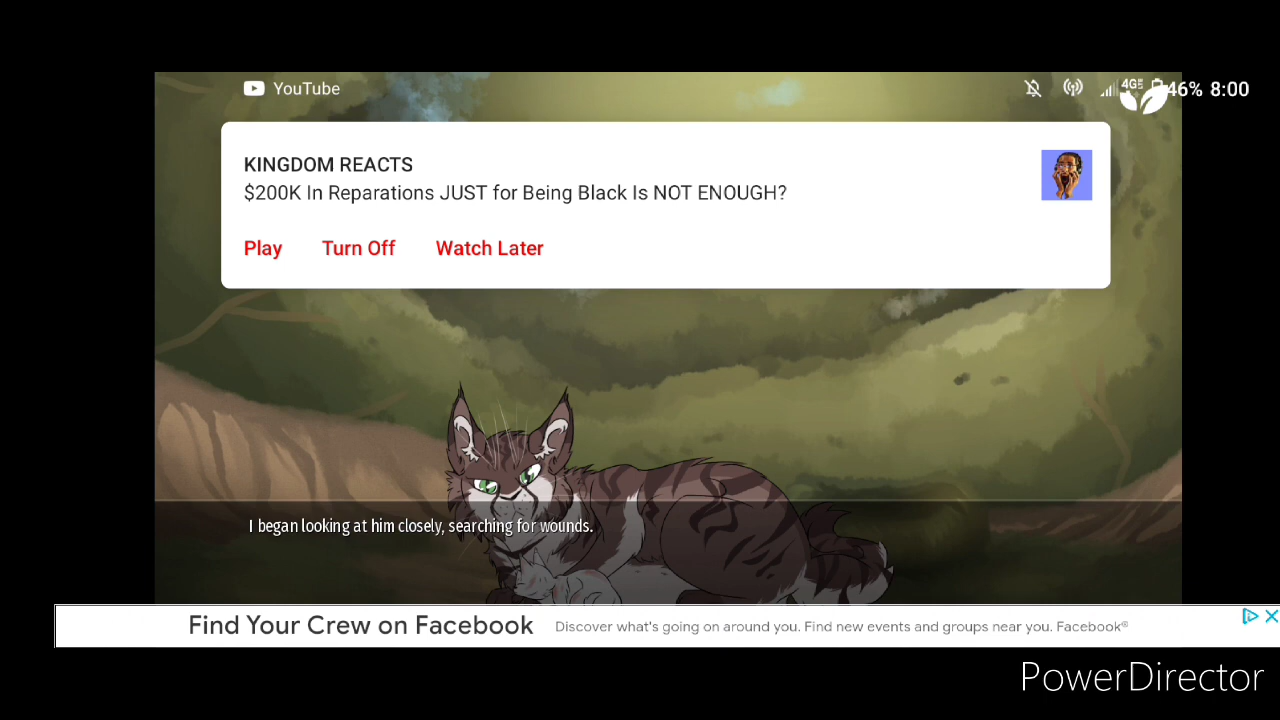 YouTube
4GE 46% 8:00
KINGDOM REACTS
$200K In Reparations JUST for Being Black Is NOT ENOUGH?
Play Turn Off Watch Later
I began looking at him closely, searching for wounds.
Find Your Crew on Facebook Discover what's going on around you. Find new events and groups near you. Facebook®
PowerDirector